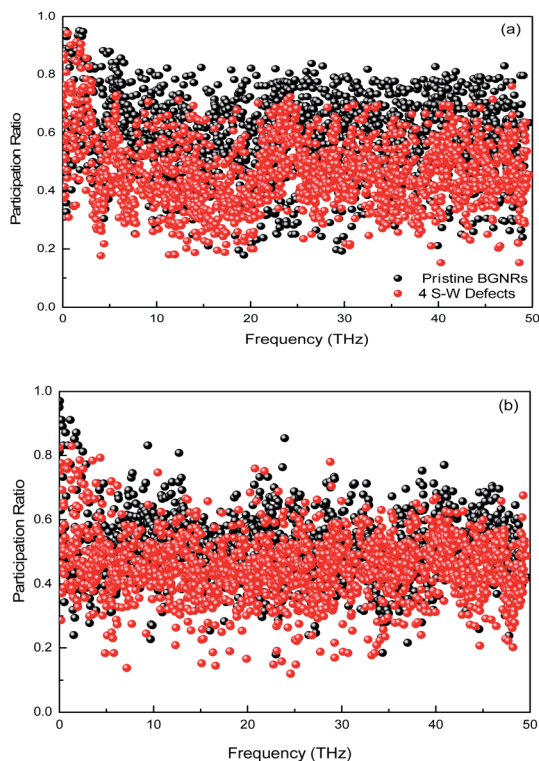 (a)
1.0
0.8
0.6
0.4
0.2
0.0
Participation Ratio
Pristine BGNRs
4 S-W Defects
0 10 20 30 40 50
Frequency (THz)
(b)
1.0
0.8
0.6
0.4
0.2
0.0
Participation Ratio
0 10 20 30 40 50
Frequency (THz)